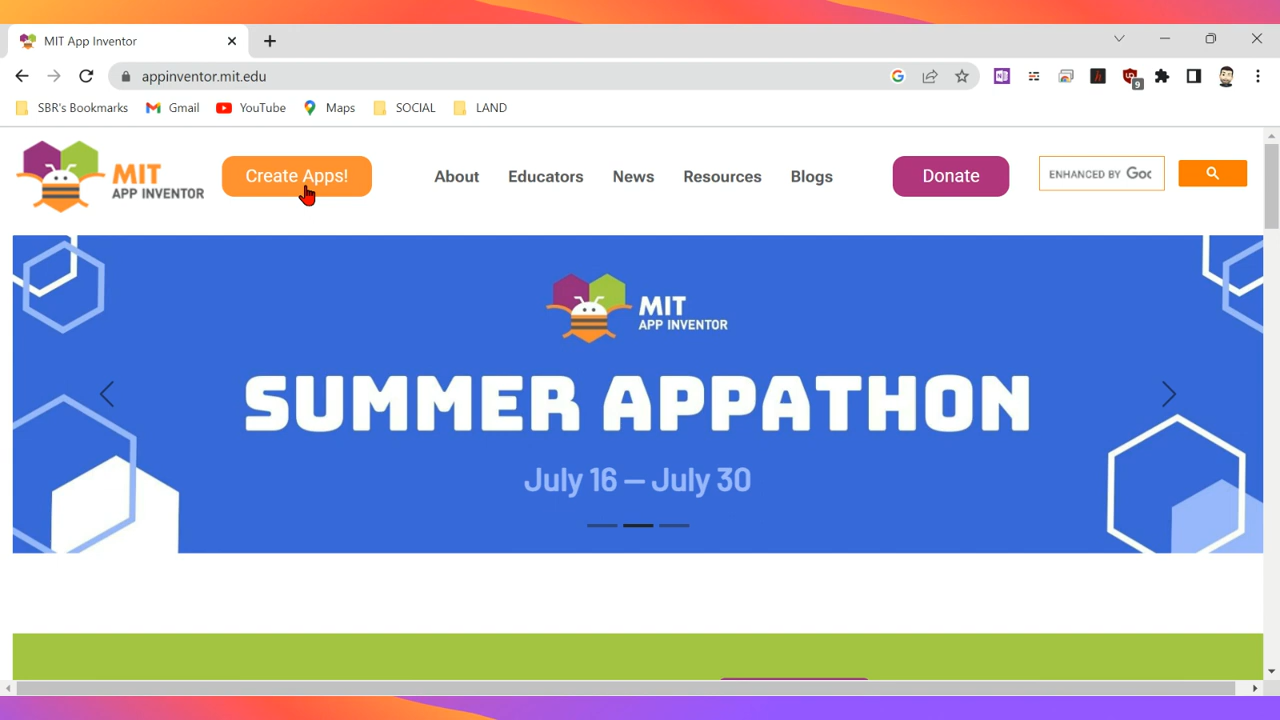 MIT App Inventor
appinventor.mit.edu
9
SBR's Bookmarks Gmail YouTube Maps SOCIAL LAND
MIT
APP INVENTOR
Create Apps!
About Educators News Resources Blogs
Donate
ENHANCED BY Goo
MIT
APP INVENTOR
SUMMER APPATHON
July 16 – July 30